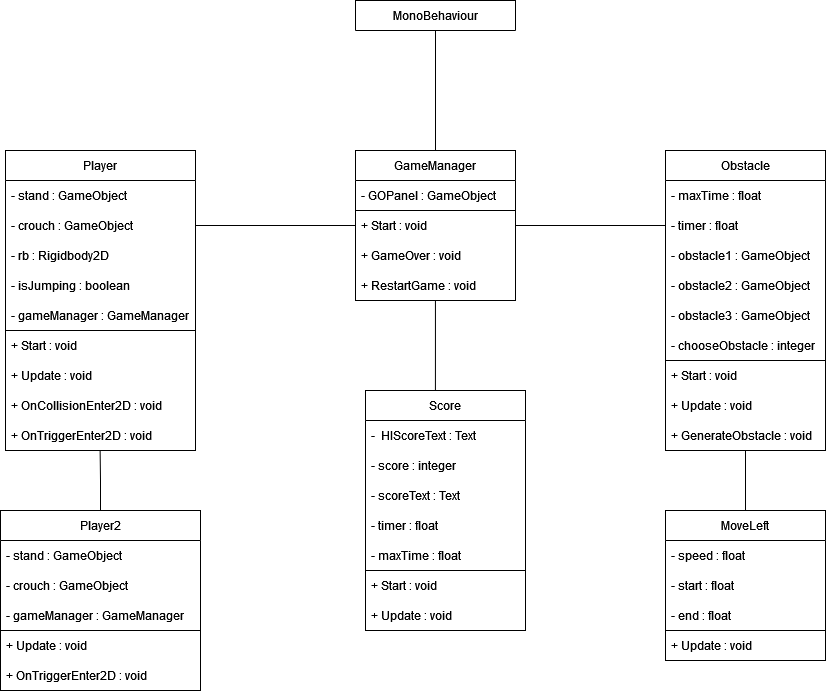 MonoBehaviour
Player
- stand : GameObject
- crouch : GameObject
- rb : Rigidbody2D
- isJumping : boolean
- gameManager : GameManager
+ Start : void
+ Update : void
+ OnCollisionEnter2D : void
+ OnTriggerEnter2D : void
GameManager
- GOPanel : GameObject
+ Start : void
+ GameOver : void
+ RestartGame : void
Obstacle
- maxTime : float
- timer : float
- obstacle1 : GameObject
- obstacle2 : GameObject
- obstacle3 : GameObject
- chooseObstacle : integer
+ Start : void
+ Update : void
+ GenerateObstacle : void
Score
- HIScoreText : Text
- score : integer
- scoreText : Text
- timer : float
- maxTime : float
+ Start : void
+ Update : void
Player2
- stand : GameObject
- crouch : GameObject
- gameManager : GameManager
+ Update : void
+ OnTriggerEnter2D : void
MoveLeft
- speed : float
- start : float
- end : float
+ Update : void